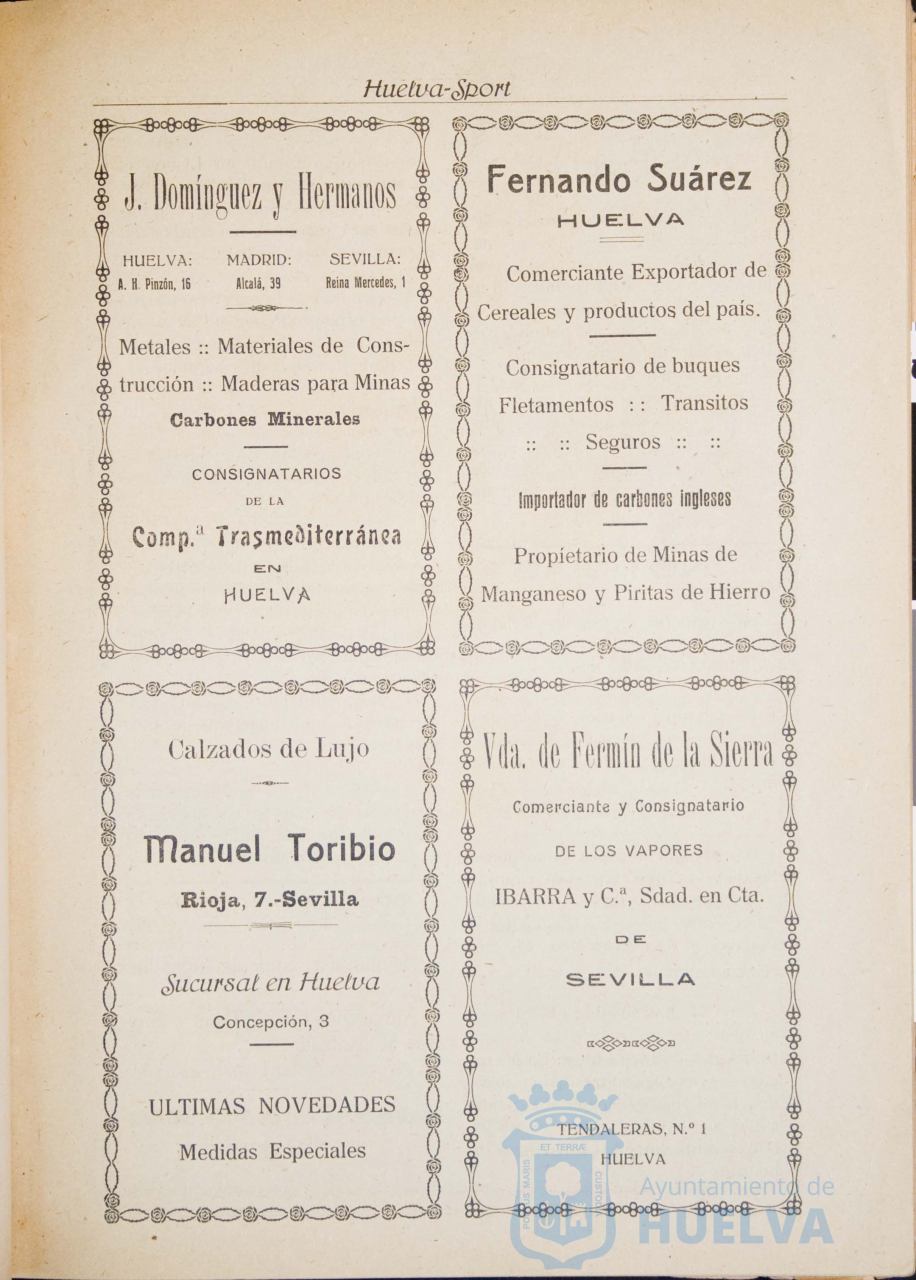 Huelva-Sport
J. Domínguez y Hermanos
HUELVA: MADRID: SEVILLA:
A. H. Pinzón, 16 Alcalá, 39 Reina Mercedes, 1
Metales :: Materiales de Cons-
trucción :: Maderas para Minas
Carbones Minerales
CONSIGNATARIOS
DE LA
Comp.ª Trasmediterránea
EN
HUELVA
Fernando Suárez
HUELVA
Comerciante Exportador de
Cereales y productos del país.
Consignatario de buques
Fletamentos :: Transitos
:: :: Seguros :: ::
Importador de carbones ingleses
Propietario de Minas de
Manganeso y Piritas de Hierro
Calzados de Lujo
Manuel Toribio
Rioja, 7.-Sevilla
Sucursal en Huelva
Concepción, 3
ULTIMAS NOVEDADES
Medidas Especiales
Vda. de Fermín de la Sierra
Comerciante y Consignatario
DE LOS VAPORES
IBARRA y C.ª, Sdad. en Cta.
DE
SEVILLA
TENDALERAS, N.º 1
HUELVA
PORTUS MARIS
ET TERRÆ
CUSTODIA
Ayuntamiento de
HUELVA